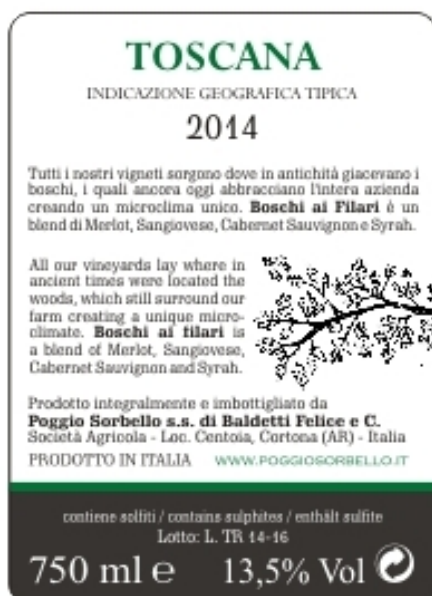 TOSCANA
INDICAZIONE GEOGRAFICA TIPICA
2014
Tutti i nostri vigneti sorgono dove in antichità giacevano i
boschi, i quali ancora oggi abbracciano l'intera azienda
creando un microclima unico. Boschi ai Filari è un
blend di Merlot, Sangiovese, Cabernet Sauvignon e Syrah.
All our vineyards lay where in
ancient times were located the
woods, which still surround our
farm creating a unique micro-
climate. Boschi ai filari is
a blend of Merlot, Sangiovese,
Cabernet Sauvignon and Syrah.
Prodotto integralmente e imbottigliato da
Poggio Sorbello s.s. di Baldetti Felice e C.
Società Agricola - Loc. Centoia, Cortona (AR) - Italia
PRODOTTO IN ITALIA WWW.POGGIOSORBELLO.IT
contiene solfiti / contains sulphites / enthält sulfite
Lotto: L. TR 14-16
750 ml e 13,5% Vol